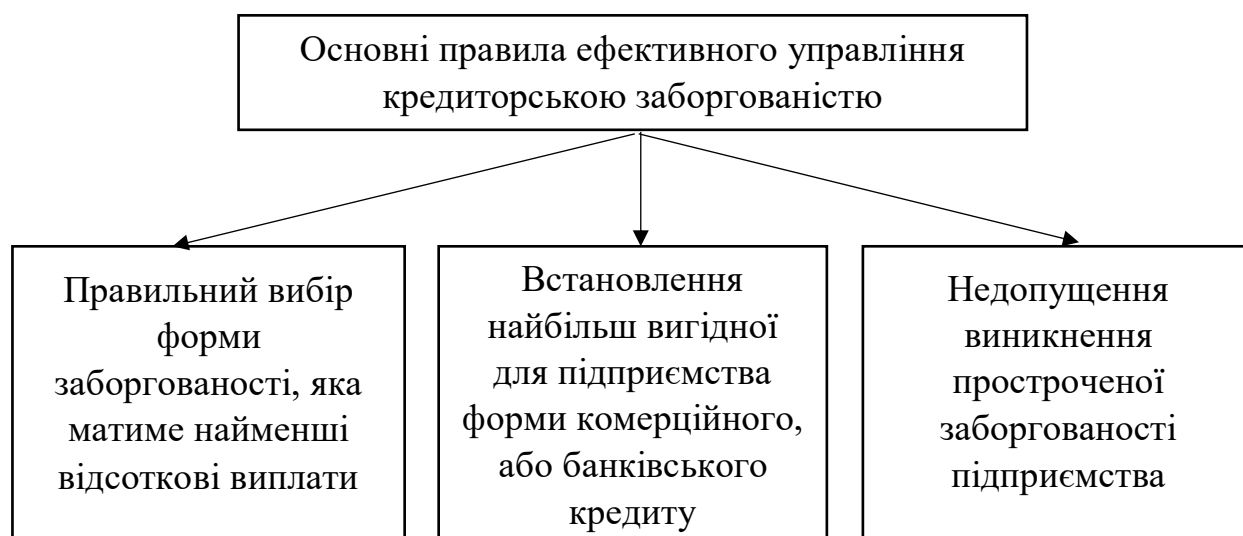 Основні правила ефективного управління
кредиторською заборгованістю
Правильний вибір
форми
заборгованості, яка
матиме найменші
відсоткові виплати
Встановлення
найбільш вигідної
для підприємства
форми комерційного,
або банківського
кредиту
Недопущення
виникнення
простроченої
заборгованості
підприємства